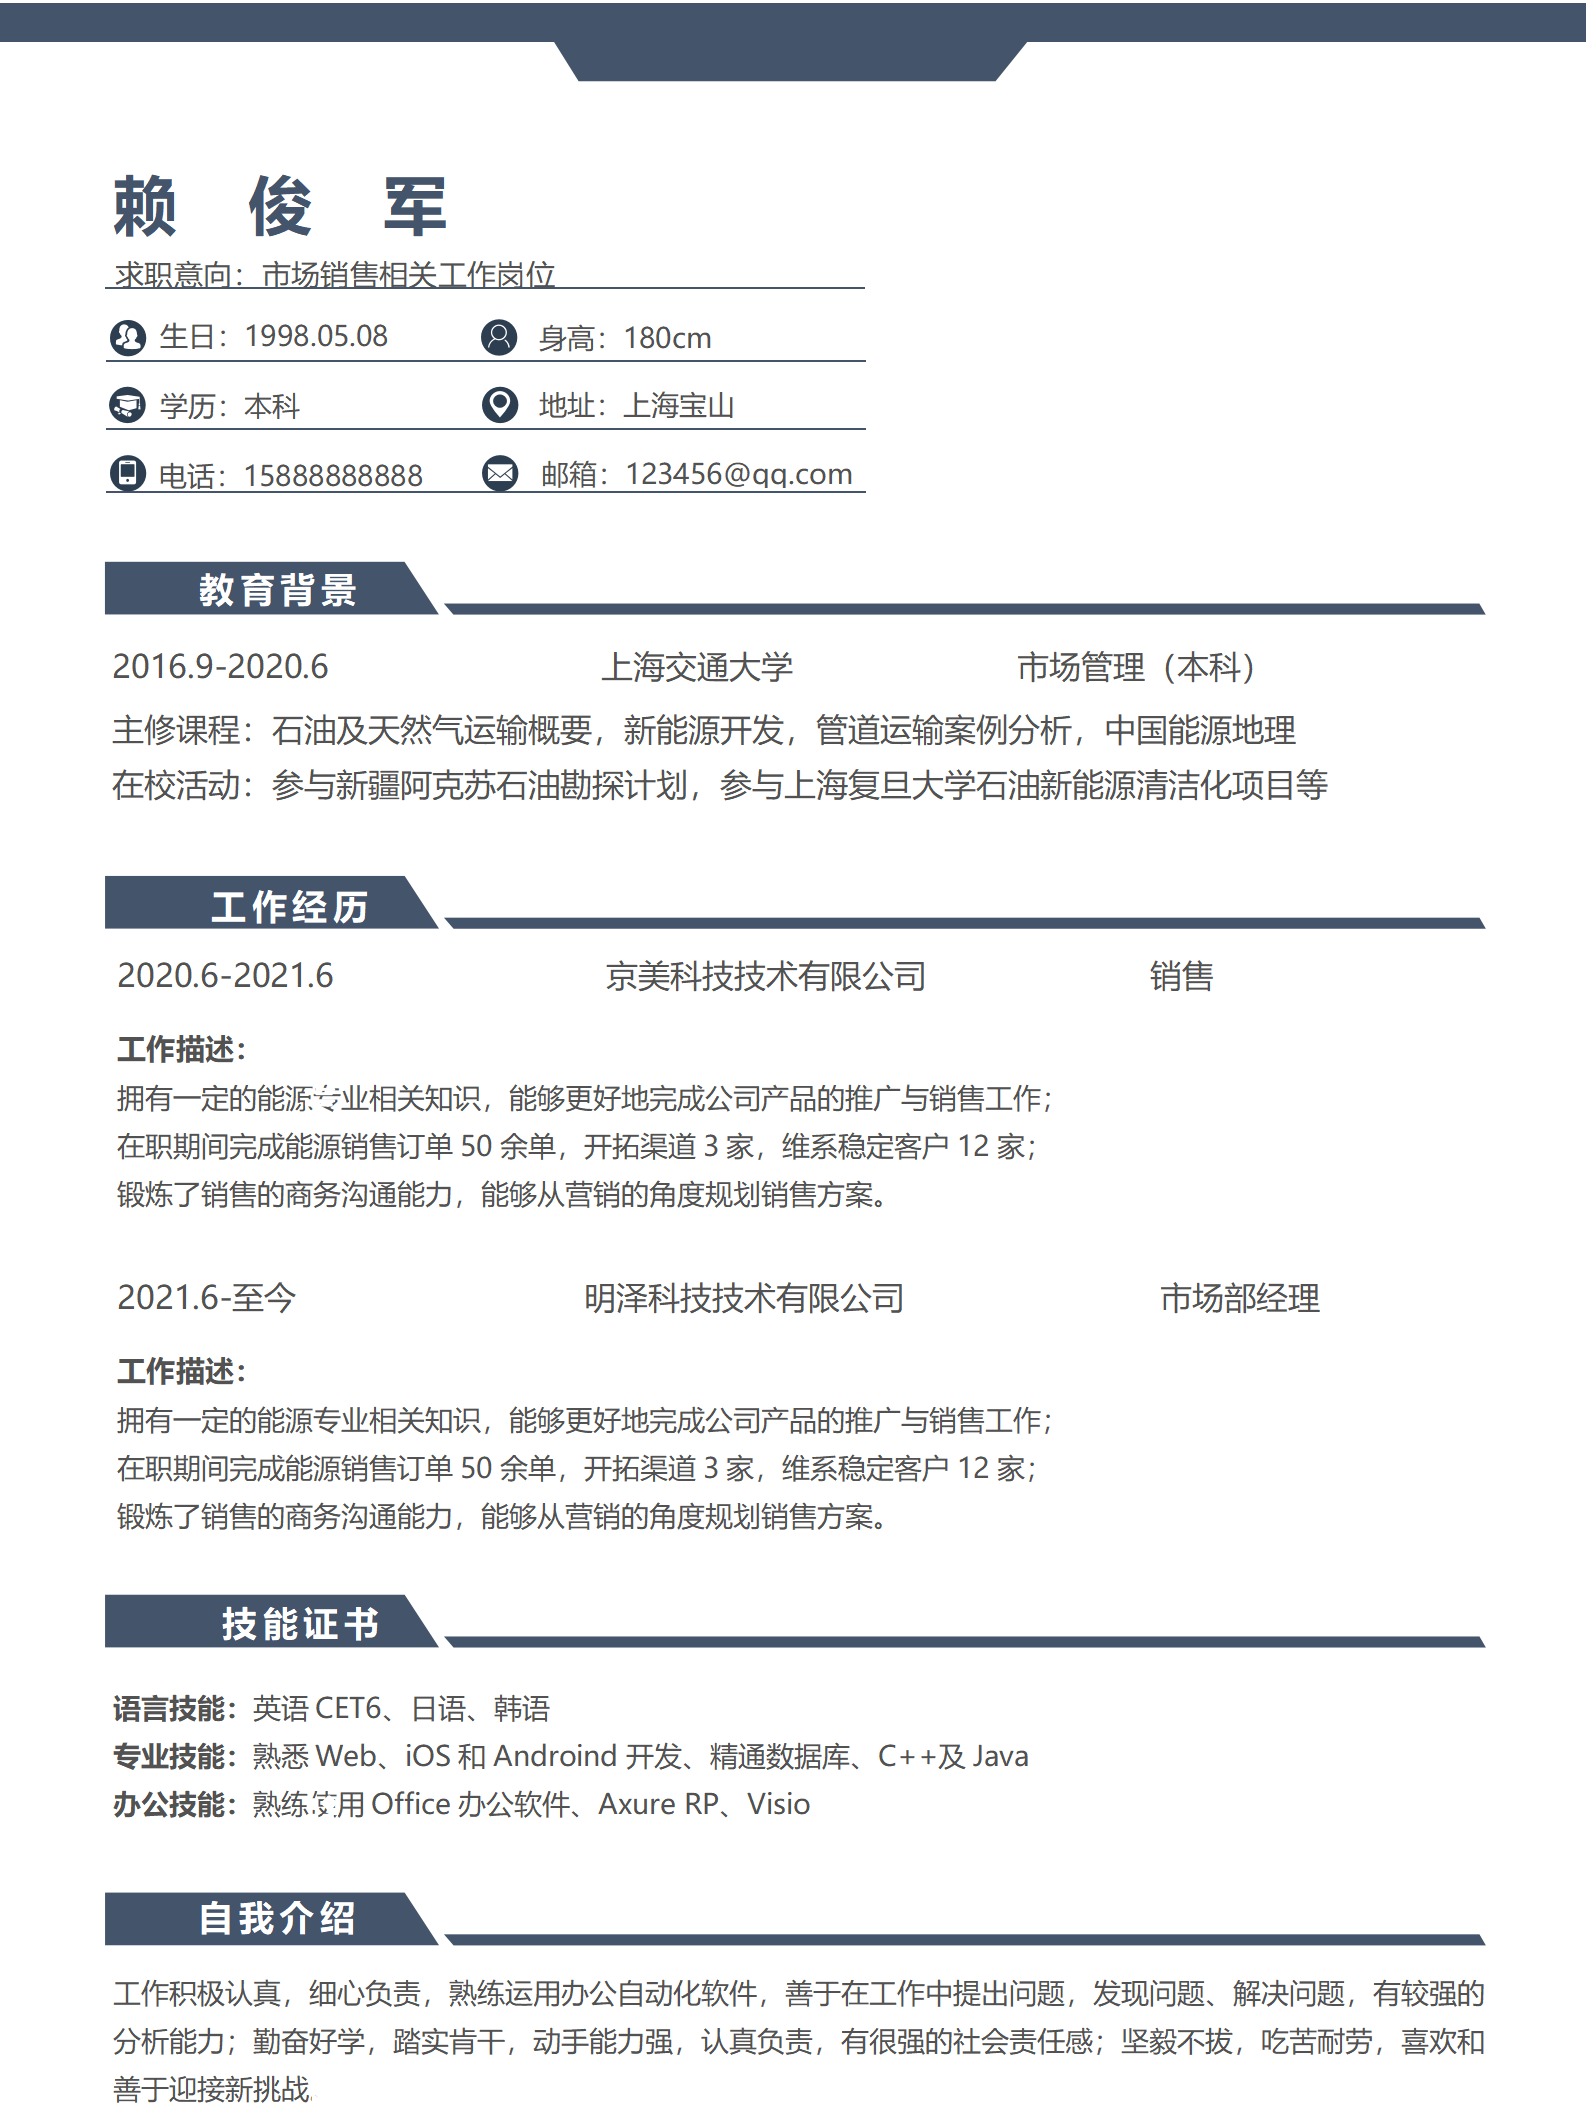 赖 俊 军
求职意向：市场销售相关工作岗位
生日：1998.05.08 身高：180cm
学历：本科 地址：上海宝山
电话：15888888888 邮箱：123456@qq.com
教育背景
2016.9-2020.6 上海交通大学 市场管理（本科）
主修课程：石油及天然气运输概要，新能源开发，管道运输案例分析，中国能源地理
在校活动：参与新疆阿克苏石油勘探计划，参与上海复旦大学石油新能源清洁化项目等
工作经历
2020.6-2021.6 京美科技技术有限公司 销售
工作描述：
拥有一定的能源专业相关知识，能够更好地完成公司产品的推广与销售工作；
在职期间完成能源销售订单 50 余单，开拓渠道 3 家，维系稳定客户 12 家；
锻炼了销售的商务沟通能力，能够从营销的角度规划销售方案。
2021.6-至今 明泽科技技术有限公司 市场部经理
工作描述：
拥有一定的能源专业相关知识，能够更好地完成公司产品的推广与销售工作；
在职期间完成能源销售订单 50 余单，开拓渠道 3 家，维系稳定客户 12 家；
锻炼了销售的商务沟通能力，能够从营销的角度规划销售方案。
技能证书
语言技能：英语 CET6、日语、韩语
专业技能：熟悉 Web、iOS 和 Androind 开发、精通数据库、C++及 Java
办公技能：熟练使用 Office 办公软件、Axure RP、Visio
自我介绍
工作积极认真，细心负责，熟练运用办公自动化软件，善于在工作中提出问题，发现问题、解决问题，有较强的
分析能力；勤奋好学，踏实肯干，动手能力强，认真负责，有很强的社会责任感；坚毅不拔，吃苦耐劳，喜欢和
善于迎接新挑战。